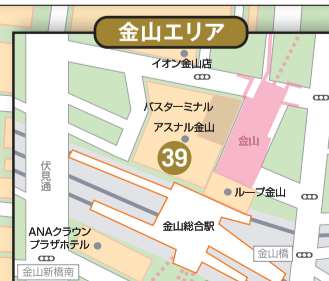 金山エリア
イオン金山店
バスターミナル
アスナル金山
金山
39
伏見通
ループ金山
金山総合駅
ANAクラウン
プラザホテル
金山橋
金山新橋南